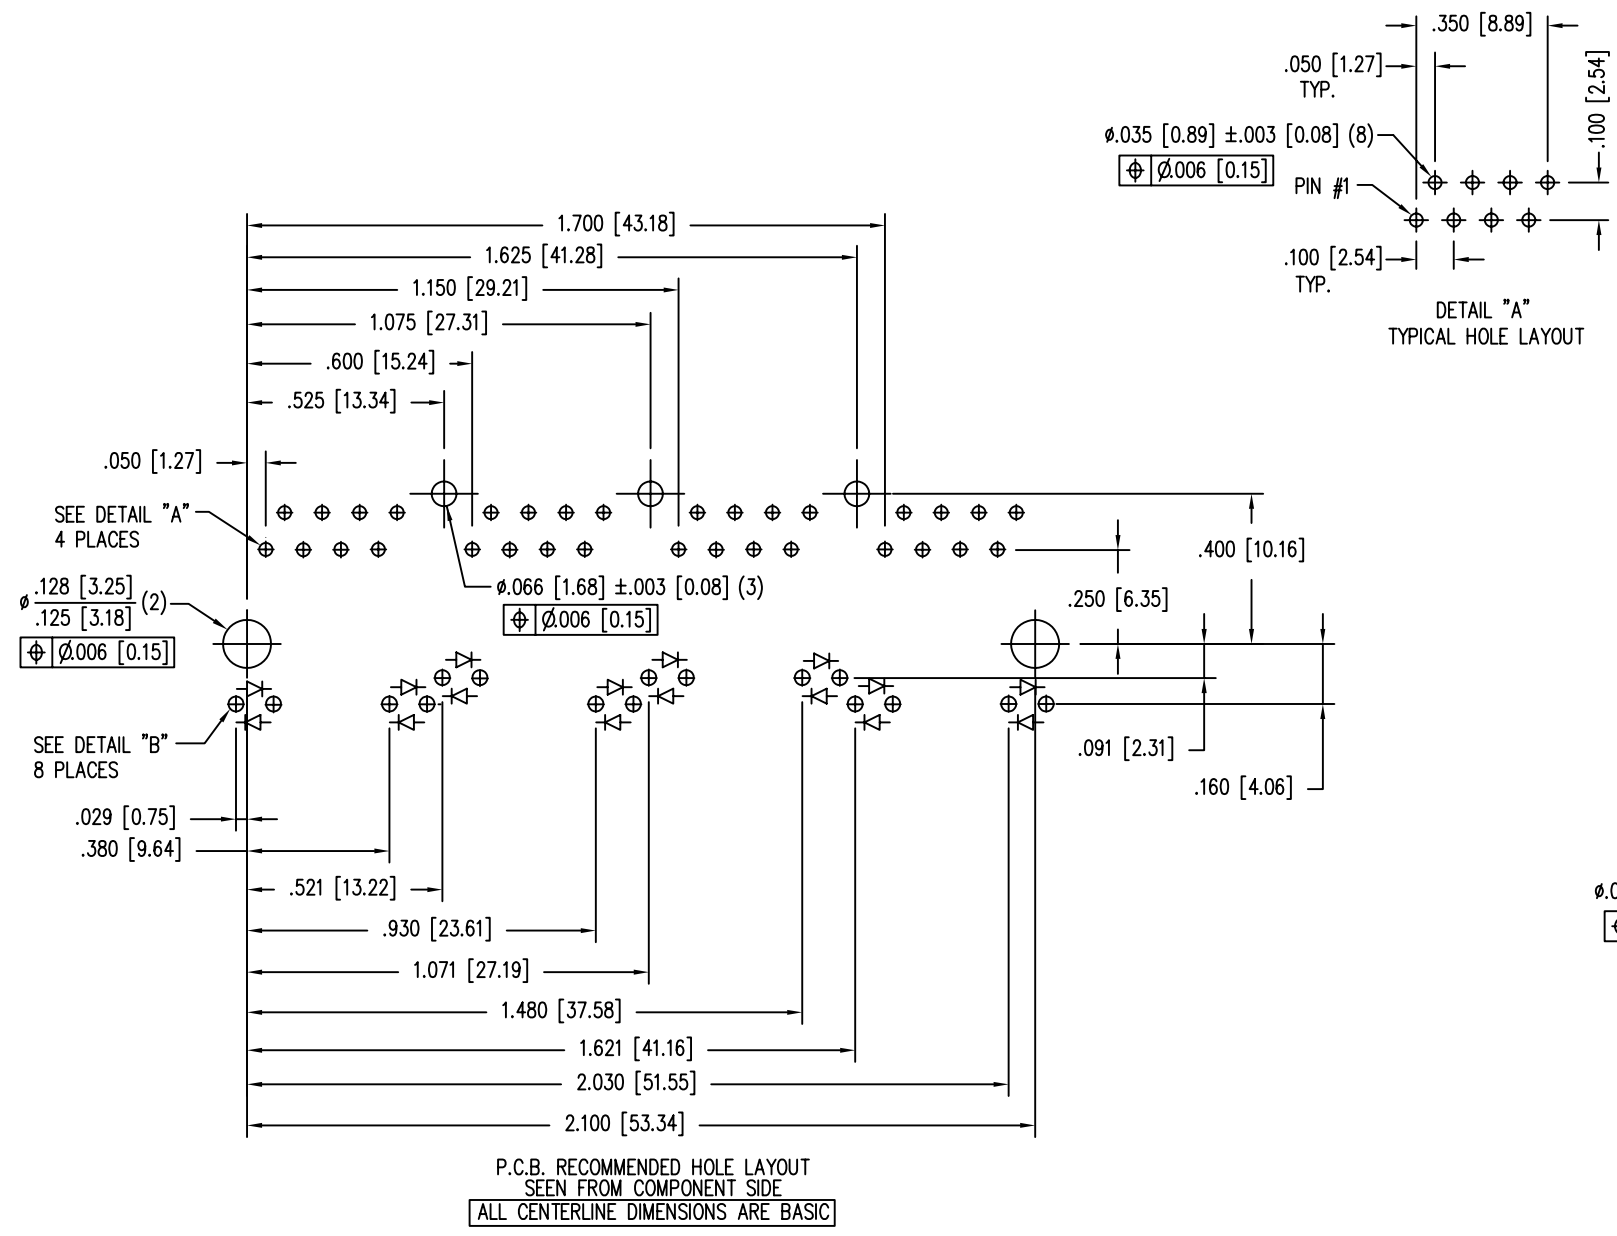 .350 [8.89]
.050 [1.27]
TYP.
.100 [2.54]
ø.035 [0.89] ±.003 [0.08] (8)
⌖ Ø.006 [0.15]
PIN #1
.100 [2.54]
TYP.
DETAIL "A"
TYPICAL HOLE LAYOUT
1.700 [43.18]
1.625 [41.28]
1.150 [29.21]
1.075 [27.31]
.600 [15.24]
.525 [13.34]
.050 [1.27]
SEE DETAIL "A"
4 PLACES
.400 [10.16]
ø.066 [1.68] ±.003 [0.08] (3)
⌖ Ø.006 [0.15]
.250 [6.35]
ø .128 [3.25]
.125 [3.18] (2)
⌖ Ø.006 [0.15]
SEE DETAIL "B"
8 PLACES
.091 [2.31]
.160 [4.06]
.029 [0.75]
.380 [9.64]
.521 [13.22]
ø.0
.930 [23.61]
1.071 [27.19]
1.480 [37.58]
1.621 [41.16]
2.030 [51.55]
2.100 [53.34]
P.C.B. RECOMMENDED HOLE LAYOUT
SEEN FROM COMPONENT SIDE
ALL CENTERLINE DIMENSIONS ARE BASIC